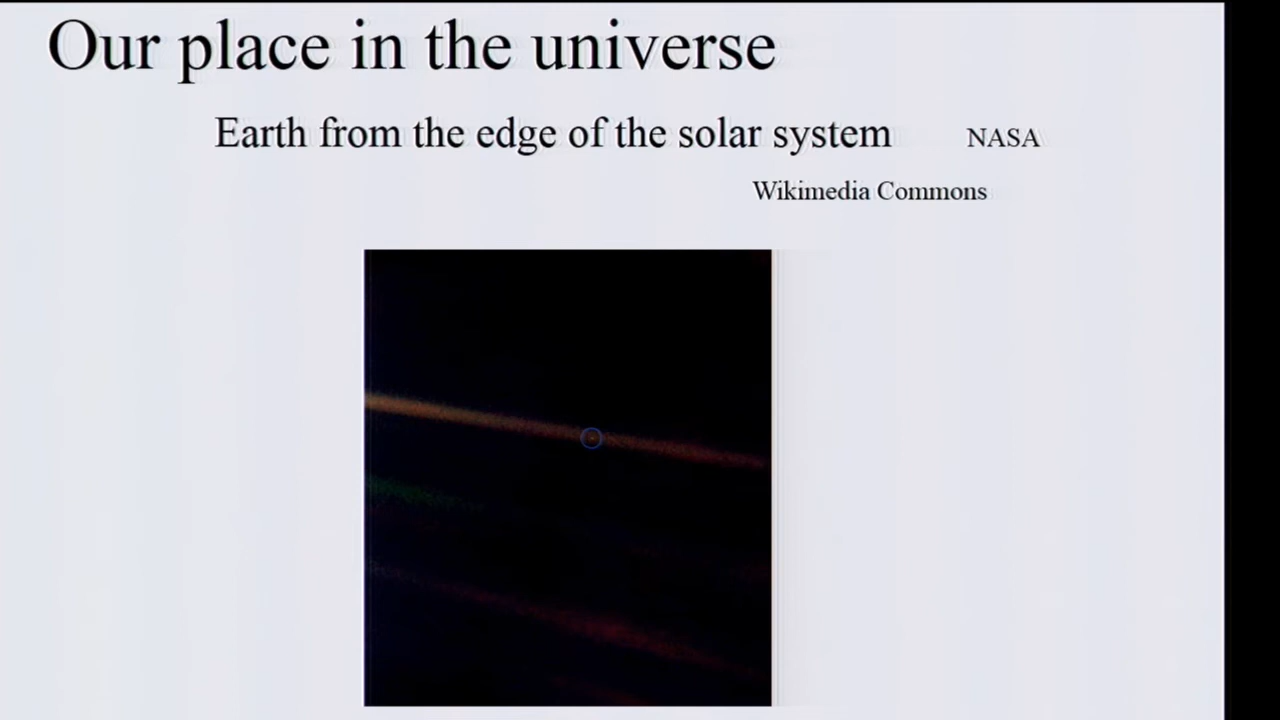 Our place in the universe
Earth from the edge of the solar system NASA
Wikimedia Commons